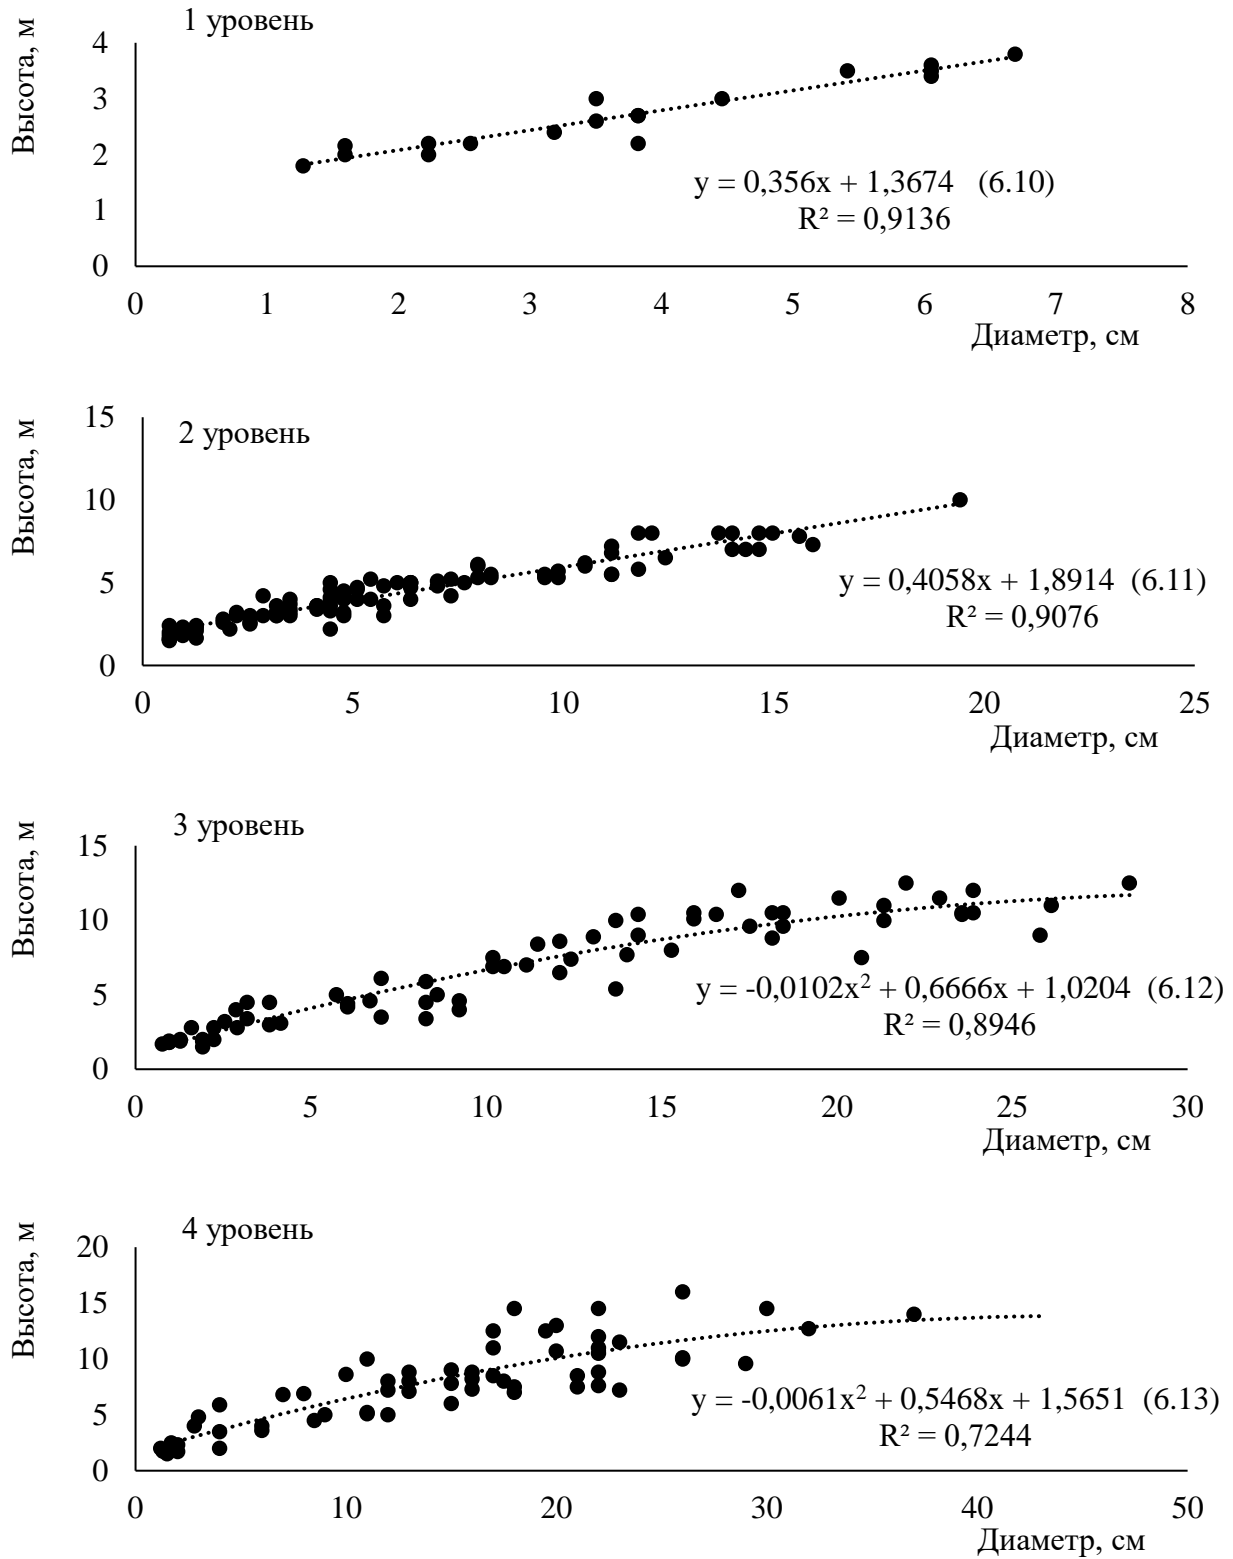 1 уровень
Высота, м
4
3
2
1
0
y = 0,356x + 1,3674 (6.10)
R² = 0,9136
0 1 2 3 4 5 6 7 8
Диаметр, см
2 уровень
Высота, м
15
10
5
0
y = 0,4058x + 1,8914 (6.11)
R² = 0,9076
0 5 10 15 20 25
Диаметр, см
3 уровень
Высота, м
15
10
5
0
y = -0,0102x² + 0,6666x + 1,0204 (6.12)
R² = 0,8946
0 5 10 15 20 25 30
Диаметр, см
4 уровень
Высота, м
20
15
10
5
0
y = -0,0061x² + 0,5468x + 1,5651 (6.13)
R² = 0,7244
0 10 20 30 40 50
Диаметр, см